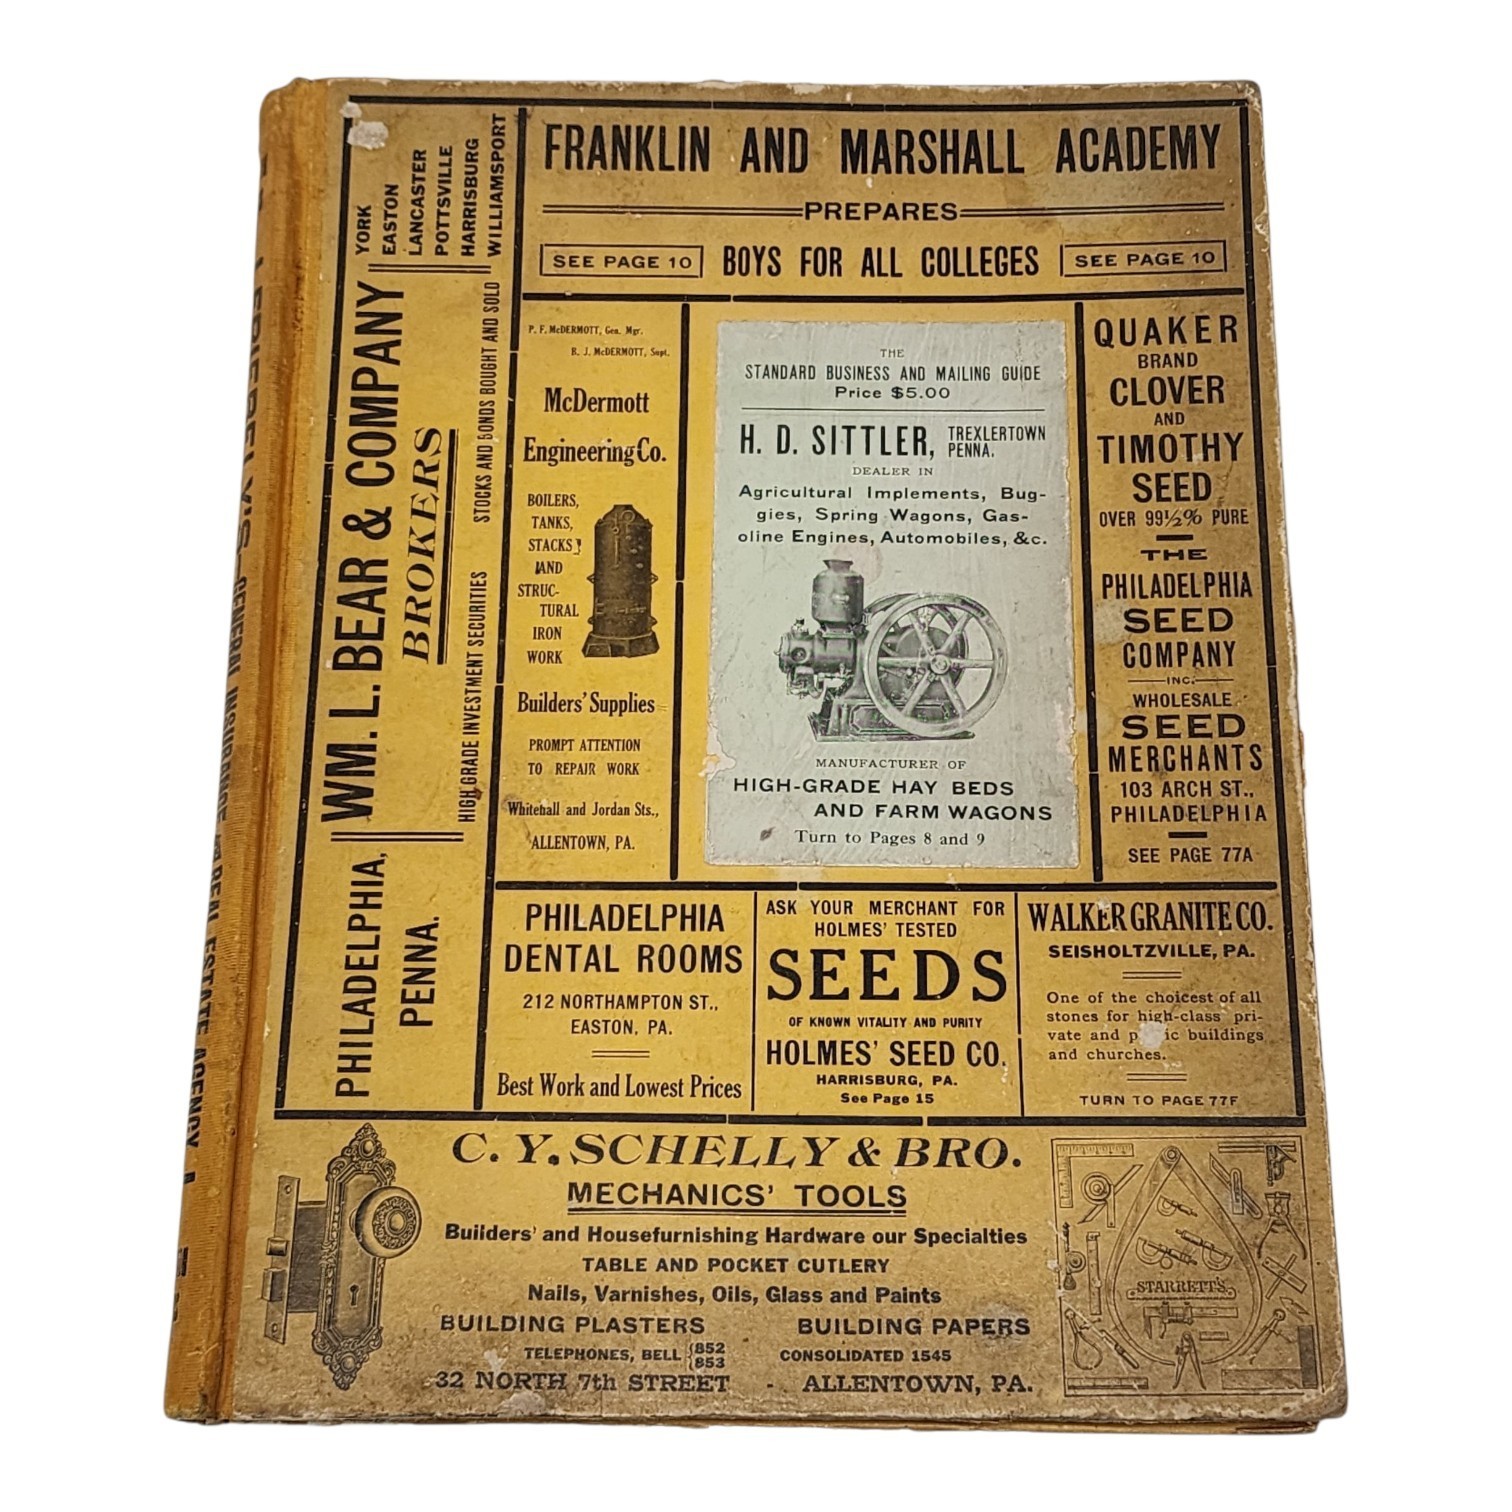 FRANKLIN AND MARSHALL ACADEMY
PREPARES
SEE PAGE 10
BOYS FOR ALL COLLEGES
SEE PAGE 10
YORK
EASTON
LANCASTER
POTTSVILLE
HARRISBURG
WILLIAMSPORT
WM. L. BEAR & COMPANY
BROKERS
HIGH GRADE INVESTMENT SECURITIES STOCKS AND BONDS BOUGHT AND SOLD
PHILADELPHIA,
PENNA.
P. F. McDERMOTT, Gen. Mgr.
B. J. McDERMOTT, Supt.
McDermott
Engineering Co.
BOILERS,
TANKS,
STACKS
AND
STRUC-
TURAL
IRON
WORK
Builders' Supplies
PROMPT ATTENTION
TO REPAIR WORK
Whitehall and Jordan Sts.,
ALLENTOWN, PA.
THE
STANDARD BUSINESS AND MAILING GUIDE
Price $5.00
H. D. SITTLER, TREXLERTOWN
PENNA.
DEALER IN
Agricultural Implements, Bug-
gies, Spring Wagons, Gas-
oline Engines, Automobiles, &c.
MANUFACTURER OF
HIGH-GRADE HAY BEDS
AND FARM WAGONS
Turn to Pages 8 and 9
QUAKER
BRAND
CLOVER
AND
TIMOTHY
SEED
OVER 99½% PURE
THE
PHILADELPHIA
SEED
COMPANY
INC.
WHOLESALE
SEED
MERCHANTS
103 ARCH ST.,
PHILADELPHIA
SEE PAGE 77A
PHILADELPHIA
DENTAL ROOMS
212 NORTHAMPTON ST.,
EASTON, PA.
Best Work and Lowest Prices
ASK YOUR MERCHANT FOR
HOLMES' TESTED
SEEDS
OF KNOWN VITALITY AND PURITY
HOLMES' SEED CO.
HARRISBURG, PA.
See Page 15
WALKER GRANITE CO.
SEISHOLTZVILLE, PA.
One of the choicest of all
stones for high-class pri-
vate and p ic buildings
and churches.
TURN TO PAGE 77F
C. Y. SCHELLY & BRO.
MECHANICS' TOOLS
Builders' and Housefurnishing Hardware our Specialties
TABLE AND POCKET CUTLERY
Nails, Varnishes, Oils, Glass and Paints
BUILDING PLASTERS BUILDING PAPERS
TELEPHONES, BELL {852
853 CONSOLIDATED 1545
32 NORTH 7th STREET - ALLENTOWN, PA.
STARRETT'S
GENERAL INSURANCE and REAL ESTATE AGENCY